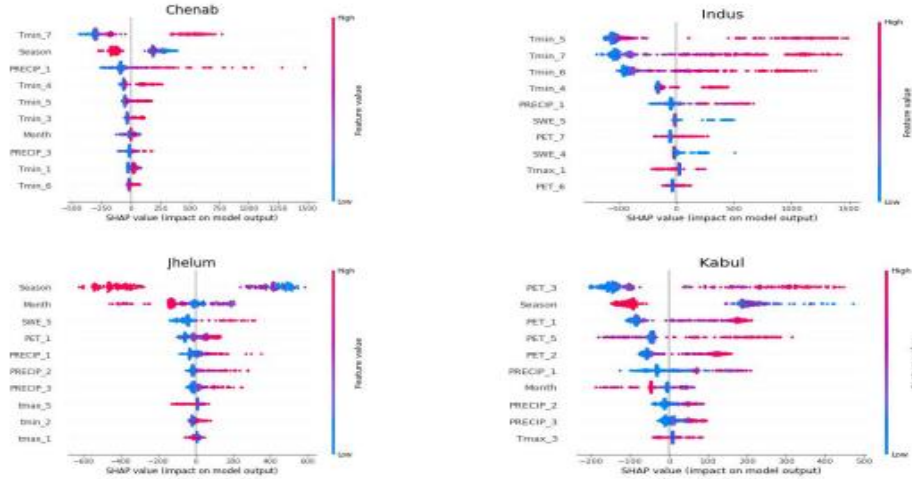 Chenab
High
Tmin_7
Season
PRECIP_1
Tmin_4
Tmin_5
Tmin_3
Month
PRECIP_3
Tmin_1
Tmin_6
Feature value
Low
−500 −250 0 250 500 750 1000 1250 1500
SHAP value (impact on model output)
Indus
High
Tmin_5
Tmin_7
Tmin_6
Tmin_4
PRECIP_1
SWE_5
PET_7
SWE_4
Tmax_1
PET_6
Feature value
Low
−500 0 500 1000 1500
SHAP value (impact on model output)
Jhelum
High
Season
Month
SWE_3
PET_1
PRECIP_1
PRECIP_2
PRECIP_3
tmax_5
tmin_2
tmax_1
Feature value
Low
−600 −400 −200 0 200 400 600
SHAP value (impact on model output)
Kabul
High
PET_3
Season
PET_1
PET_5
PET_2
PRECIP_1
Month
PRECIP_2
PRECIP_3
Tmax_3
Low
−200 −100 0 100 200 300 400 500
SHAP value (impact on model output)